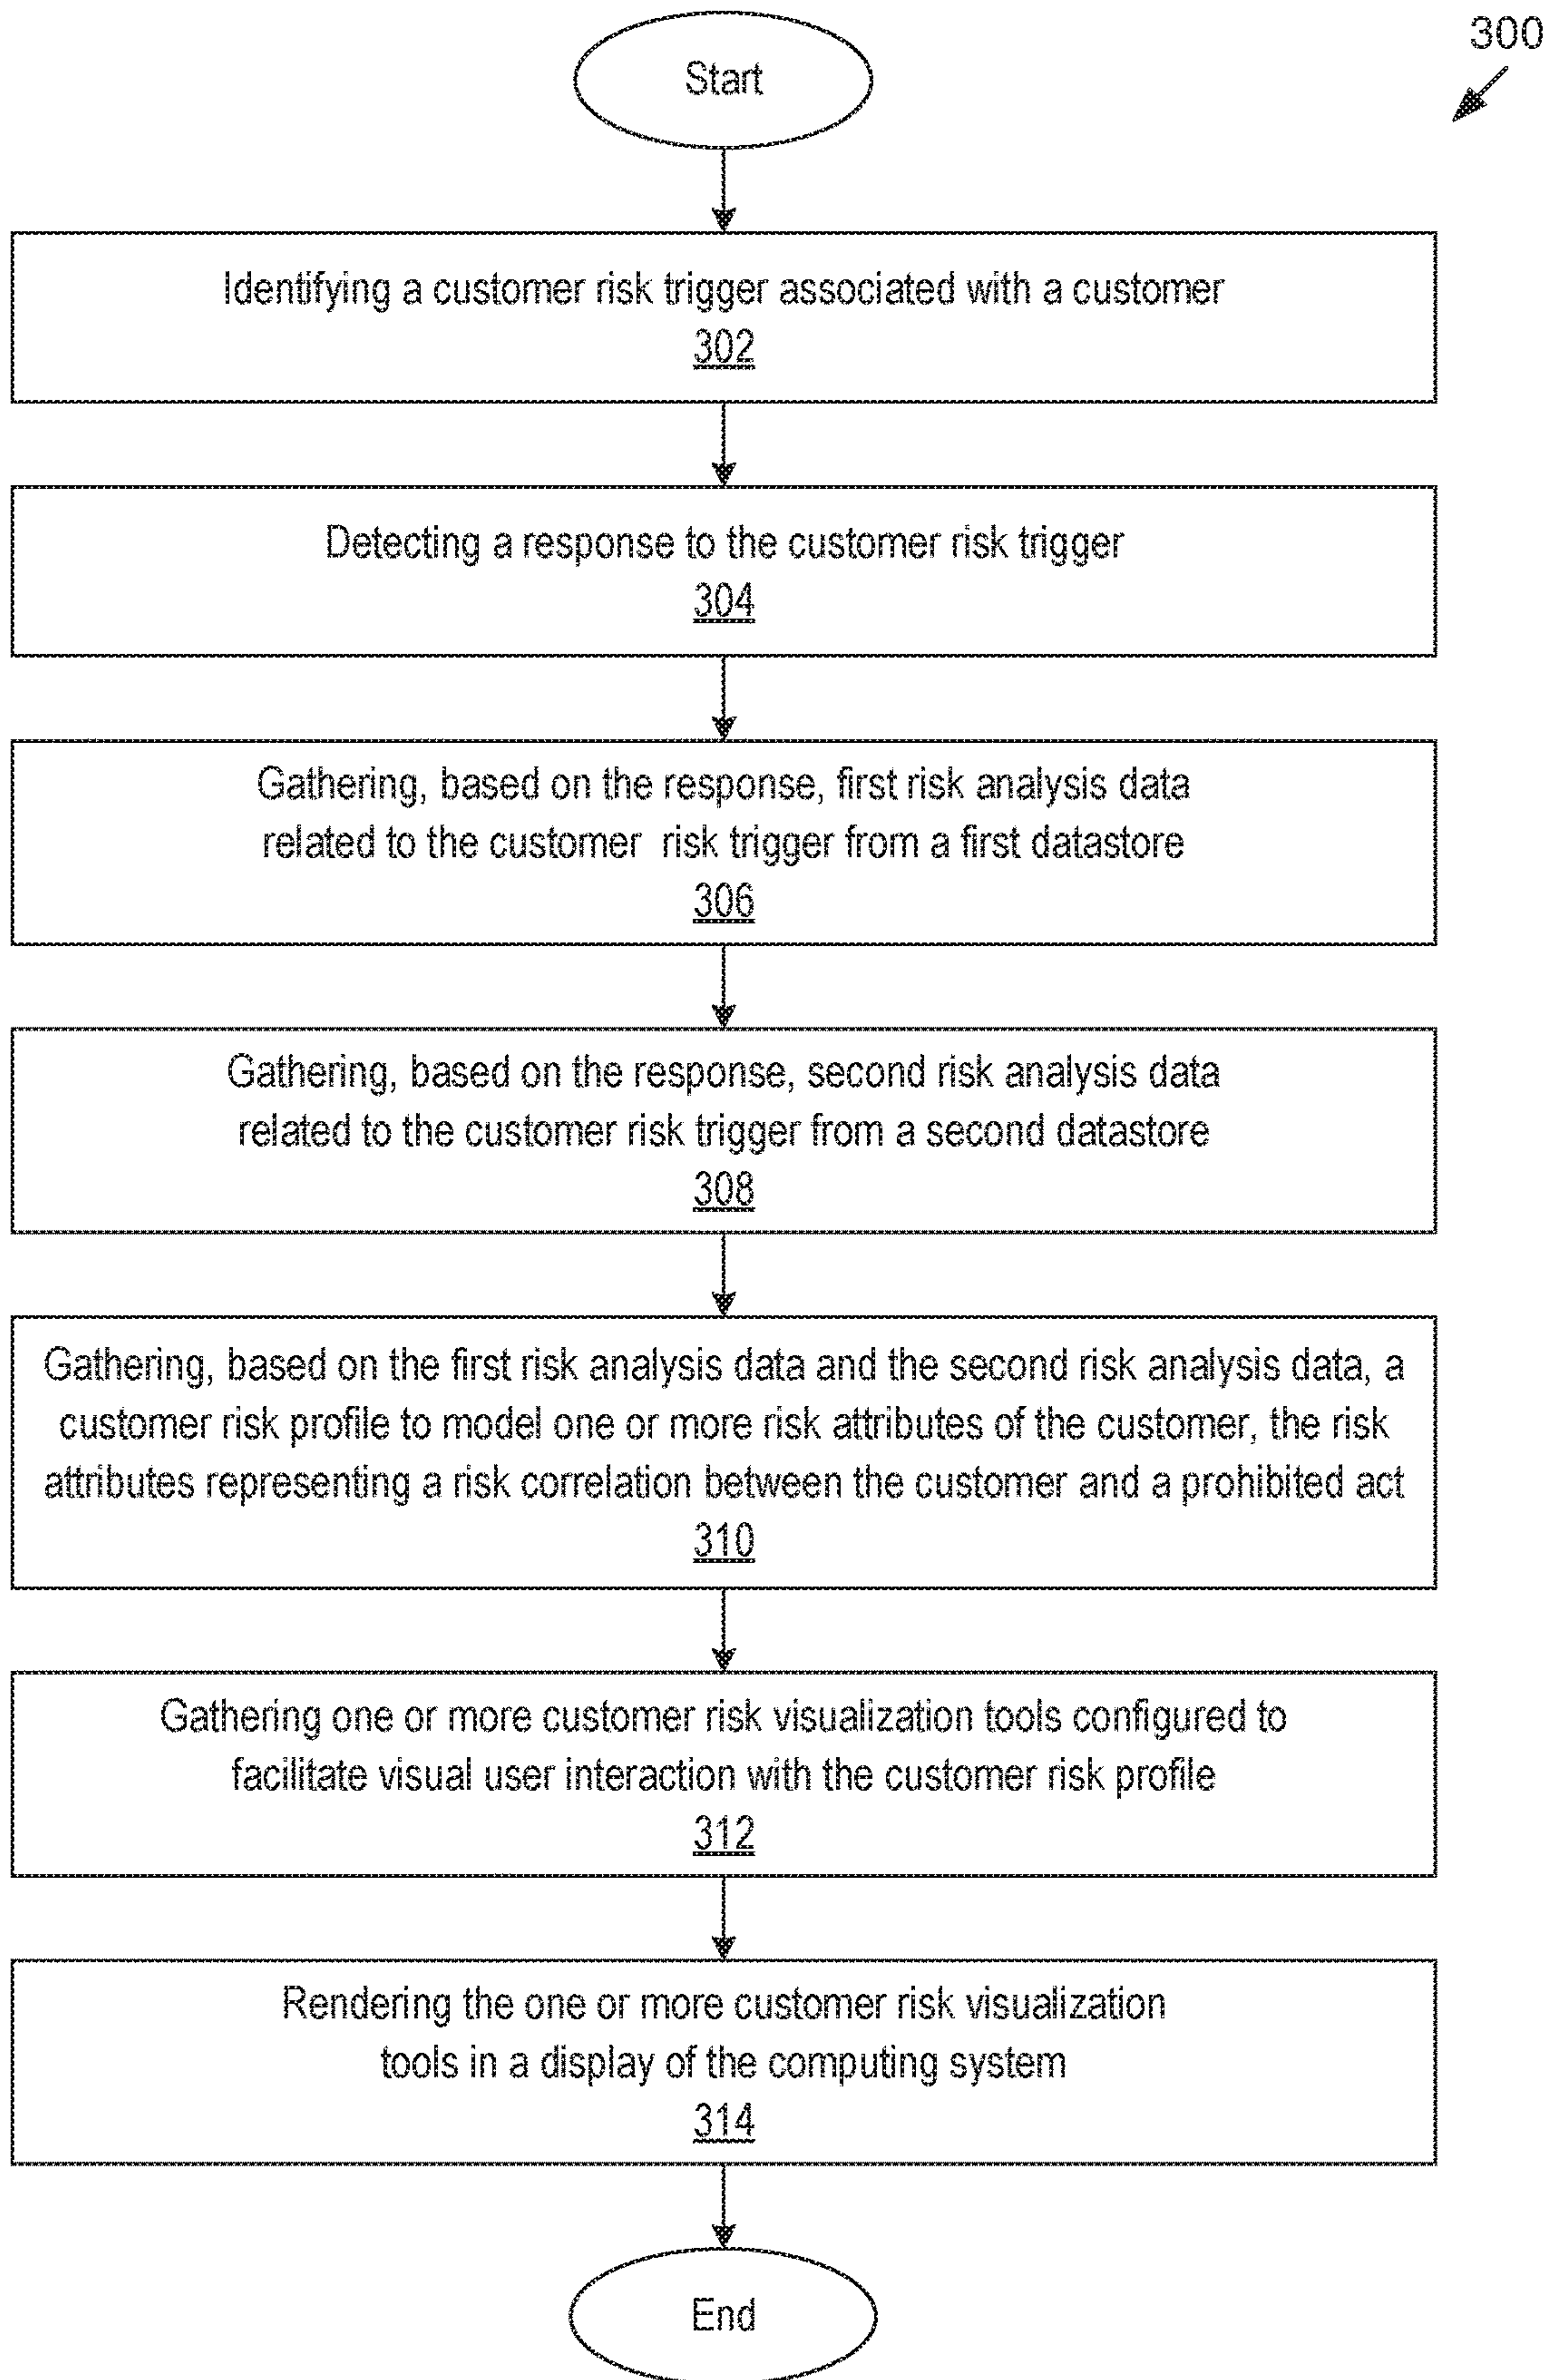 300
Start
Identifying a customer risk trigger associated with a customer
302
Detecting a response to the customer risk trigger
304
Gathering, based on the response, first risk analysis data
related to the customer risk trigger from a first datastore
306
Gathering, based on the response, second risk analysis data
related to the customer risk trigger from a second datastore
308
Gathering, based on the first risk analysis data and the second risk analysis data, a
customer risk profile to model one or more risk attributes of the customer, the risk
attributes representing a risk correlation between the customer and a prohibited act
310
Gathering one or more customer risk visualization tools configured to
facilitate visual user interaction with the customer risk profile
312
Rendering the one or more customer risk visualization
tools in a display of the computing system
314
End